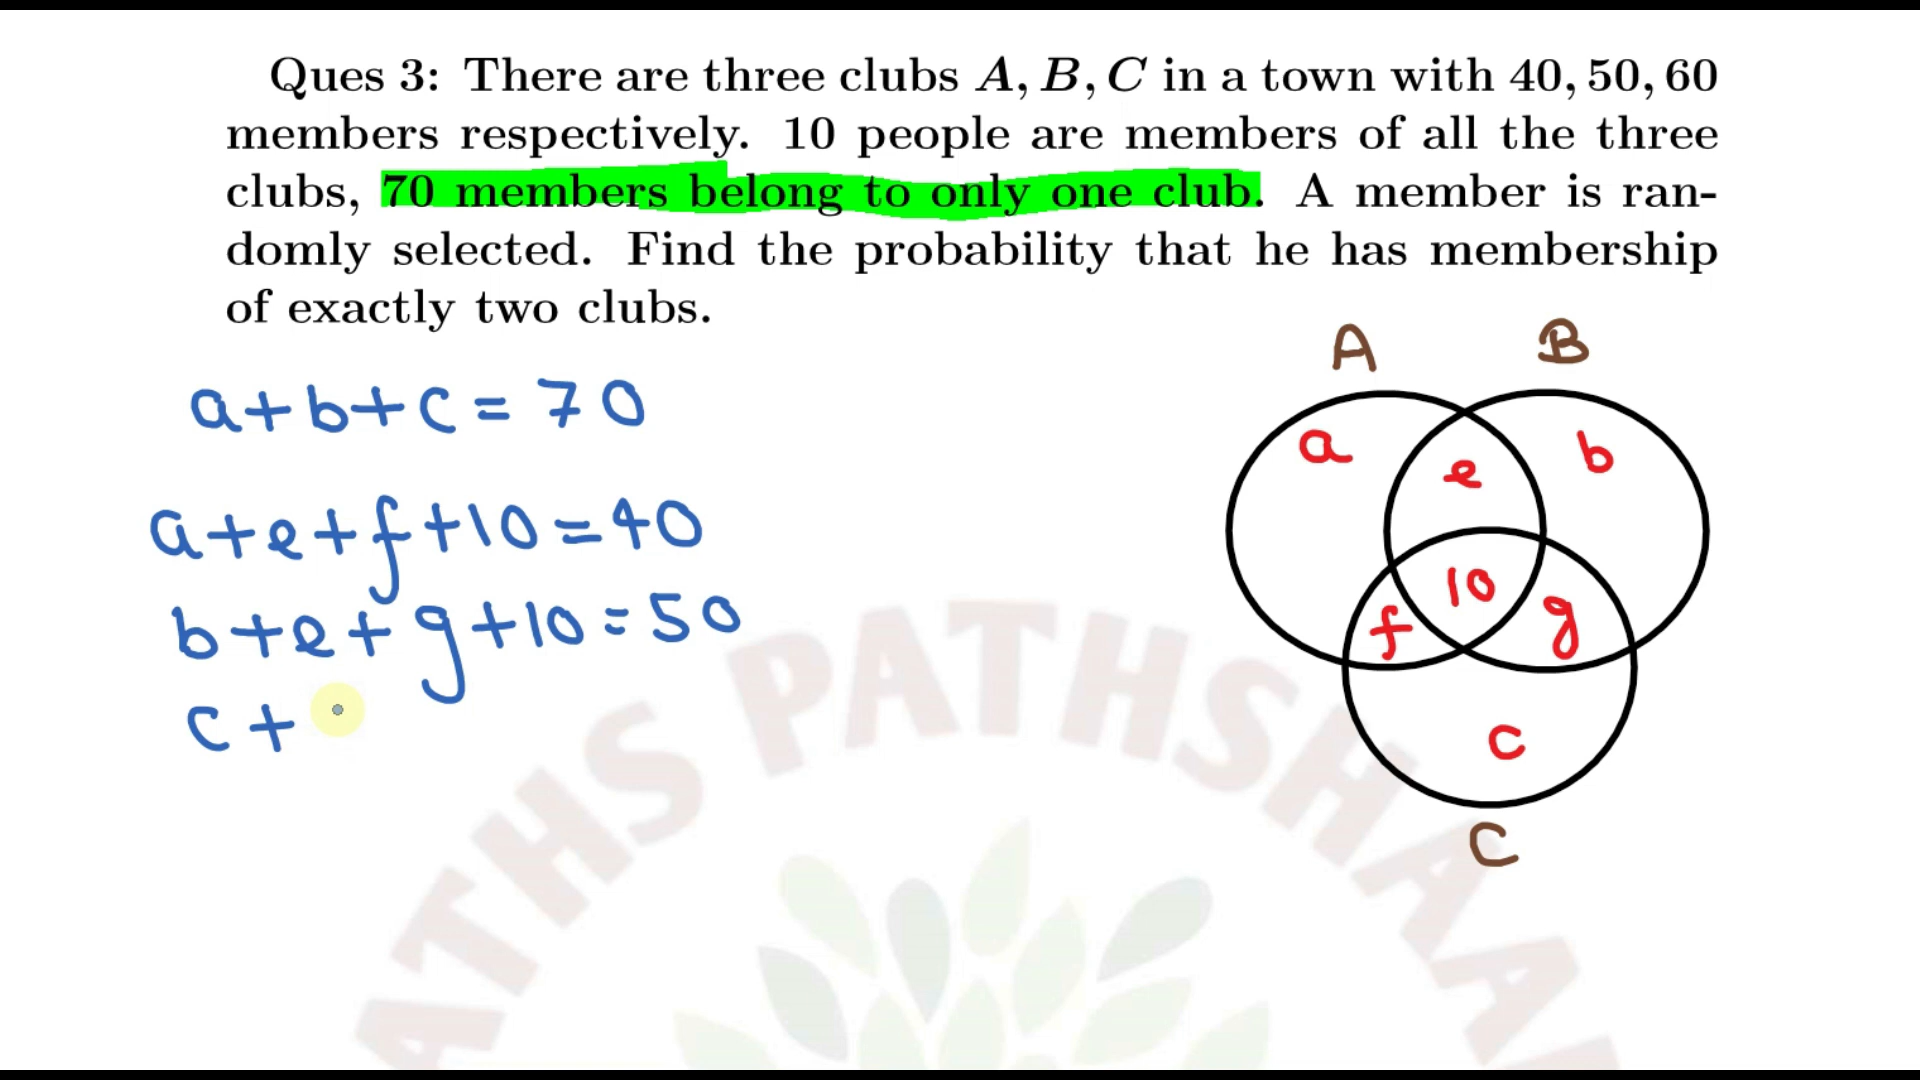 Ques 3: There are three clubs A, B, C in a town with 40, 50, 60
members respectively. 10 people are members of all the three
clubs, 70 members belong to only one club. A member is ran-
domly selected. Find the probability that he has membership
of exactly two clubs.
A B
a+b+c=70
a e b
a+e+f+10=40
10
b+e+g+10=50
f g
c+
c
C
PATHS PATHSHA